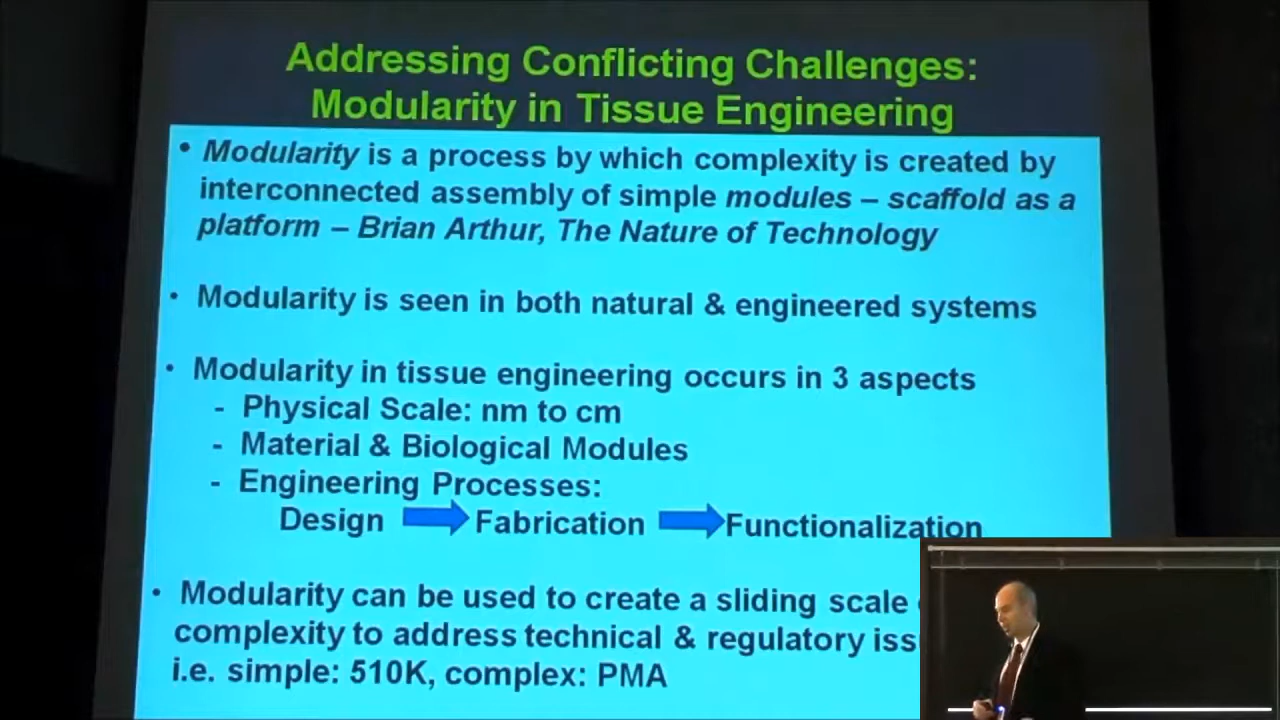 Addressing Conflicting Challenges:
Modularity in Tissue Engineering
• Modularity is a process by which complexity is created by
interconnected assembly of simple modules – scaffold as a
platform – Brian Arthur, The Nature of Technology
• Modularity is seen in both natural & engineered systems
• Modularity in tissue engineering occurs in 3 aspects
- Physical Scale: nm to cm
- Material & Biological Modules
- Engineering Processes:
Design Fabrication Functionalization
• Modularity can be used to create a sliding scale
complexity to address technical & regulatory iss
i.e. simple: 510K, complex: PMA